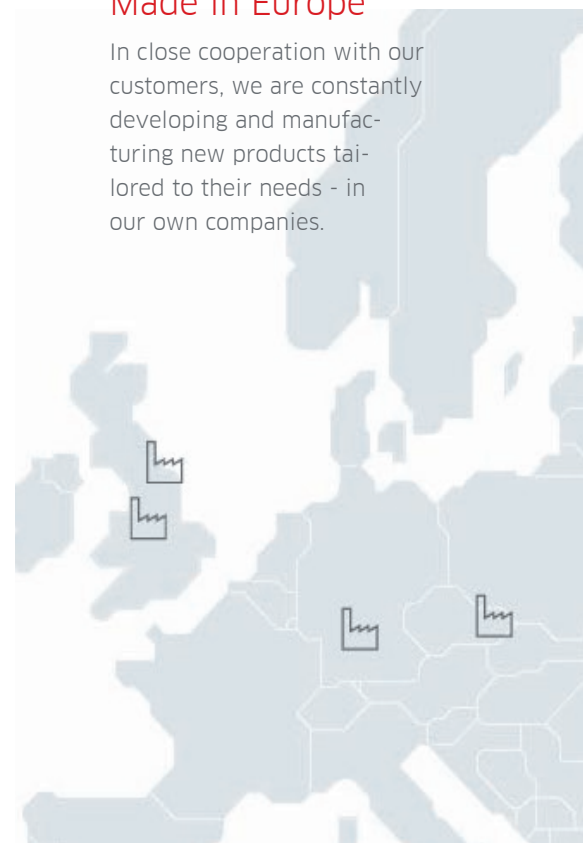 Made in Europe
In close cooperation with our
customers, we are constantly
developing and manufac-
turing new products tai-
lored to their needs - in
our own companies.